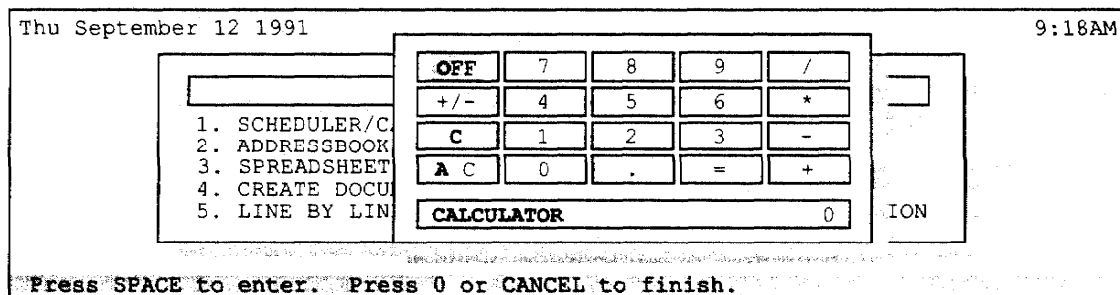 Thu September 12 1991 9:18AM
OFF 7 8 9 /
+/- 4 5 6 *
C 1 2 3 -
A C 0 . = +
CALCULATOR 0
1. SCHEDULER/CA
2. ADDRESSBOOK
3. SPREADSHEET
4. CREATE DOCU
5. LINE BY LIN ION
Press SPACE to enter. Press 0 or CANCEL to finish.